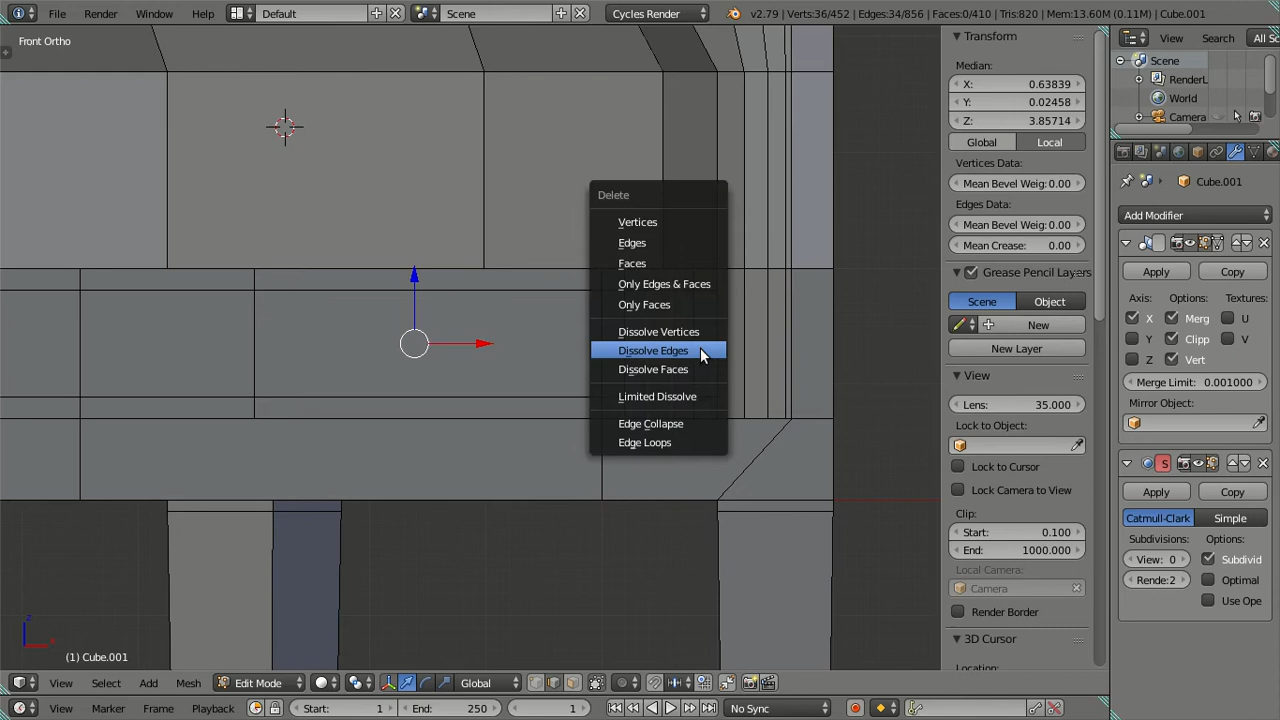 File Render Window Help Default Scene Cycles Render v2.79 | Verts:36/452 | Edges:34/856 | Faces:0/410 | Tris:820 | Mem:13.60M (0.11M) | Cube.001
Front Ortho
Transform
View Search All Sc
Scene
RenderL
World
Camera
Median:
X: 0.63839
Y: 0.02458
Z: 3.85714
Global Local
Vertices Data:
Mean Bevel Weig: 0.00
Edges Data:
Mean Bevel Weig: 0.00
Mean Crease: 0.00
Grease Pencil Layers
Scene Object
New
New Layer
View
Lens: 35.000
Lock to Object:
Lock to Cursor
Lock Camera to View
Clip:
Start: 0.100
End: 1000.000
Local Camera:
Camera
Render Border
3D Cursor
Location:
Cube.001
Add Modifier
Apply Copy
Axis: Options: Textures:
X Merg U
Y Clipp V
Z Vert
Merge Limit: 0.001000
Mirror Object:
S
Apply Copy
Catmull-Clark Simple
Subdivisions: Options:
View: 0 Subdivid
Rende: 2 Optimal
Use Ope
Delete
Vertices
Edges
Faces
Only Edges & Faces
Only Faces
Dissolve Vertices
Dissolve Edges
Dissolve Faces
Limited Dissolve
Edge Collapse
Edge Loops
z
x
(1) Cube.001
View Select Add Mesh Edit Mode Global
View Marker Frame Playback Start: 1 End: 250 1 No Sync